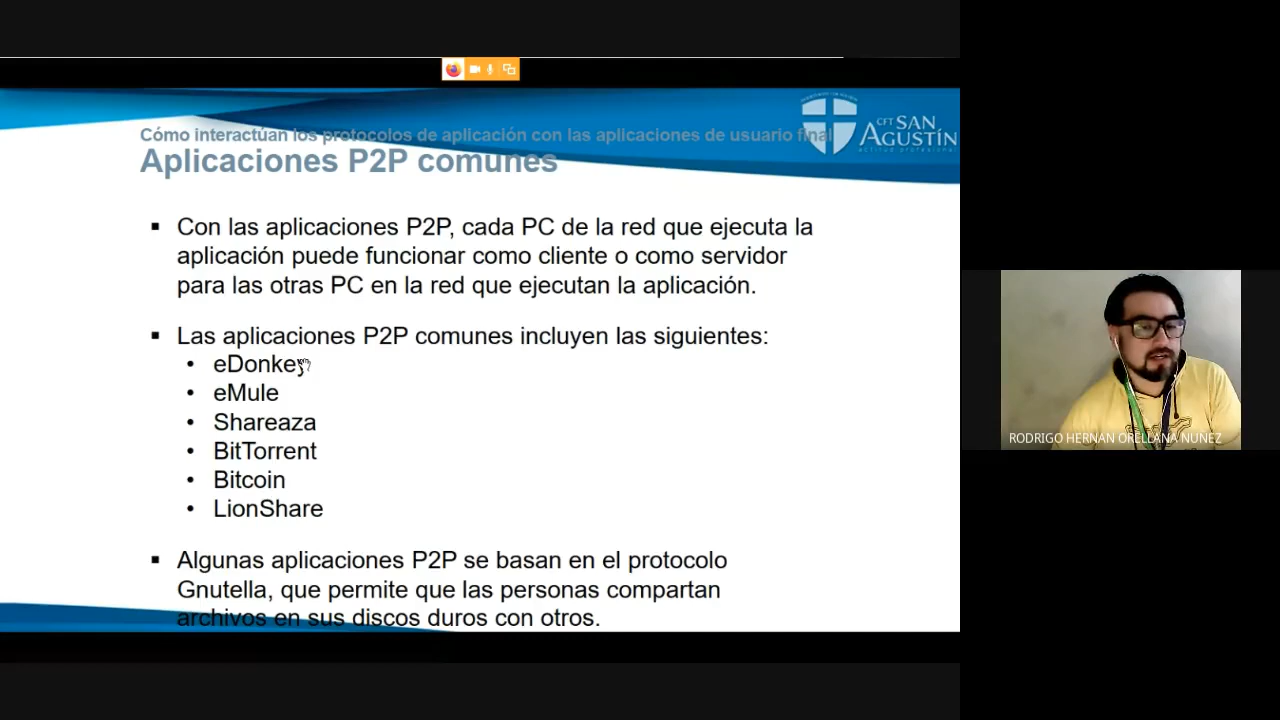 Cómo interactúan los protocolos de aplicación con las aplicaciones de usuario final
Aplicaciones P2P comunes
CFT SAN
AGUSTÍN
▪ Con las aplicaciones P2P, cada PC de la red que ejecuta la
aplicación puede funcionar como cliente o como servidor
para las otras PC en la red que ejecutan la aplicación.
▪ Las aplicaciones P2P comunes incluyen las siguientes:
• eDonkey
• eMule
• Shareaza
• BitTorrent
• Bitcoin
• LionShare
▪ Algunas aplicaciones P2P se basan en el protocolo
Gnutella, que permite que las personas compartan
archivos en sus discos duros con otros.
RODRIGO HERNAN ORELLANA NUNEZ